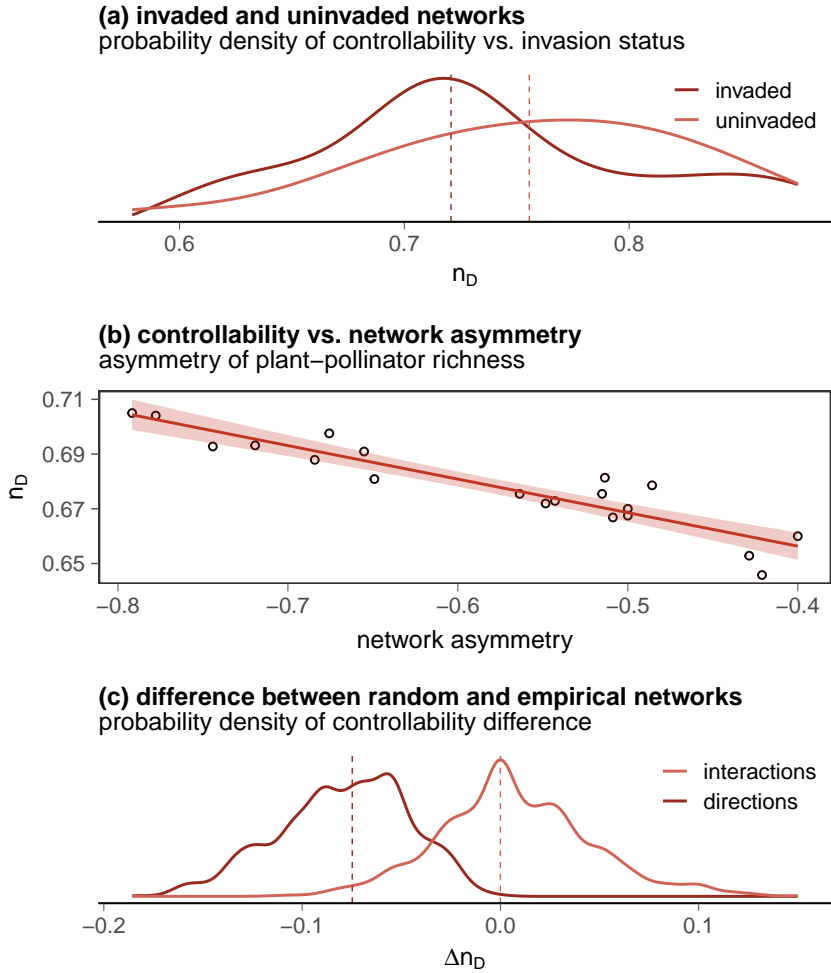 (a) invaded and uninvaded networks
probability density of controllability vs. invasion status
invaded
uninvaded
0.6 0.7 0.8
n_D
(b) controllability vs. network asymmetry
asymmetry of plant−pollinator richness
0.71
0.69
0.67
0.65
n_D
−0.8 −0.7 −0.6 −0.5 −0.4
network asymmetry
(c) difference between random and empirical networks
probability density of controllability difference
interactions
directions
−0.2 −0.1 0.0 0.1
Δn_D